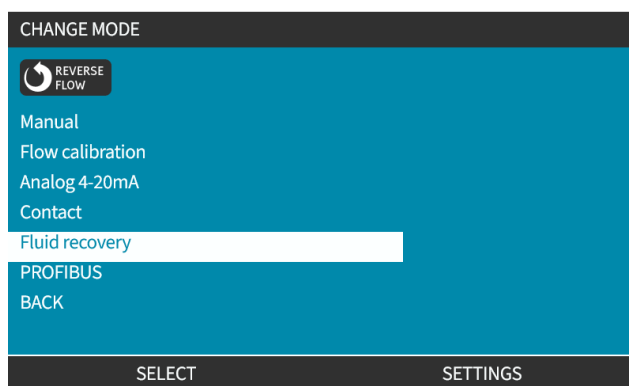 CHANGE MODE
REVERSE
FLOW
Manual
Flow calibration
Analog 4-20mA
Contact
Fluid recovery
PROFIBUS
BACK
SELECT SETTINGS